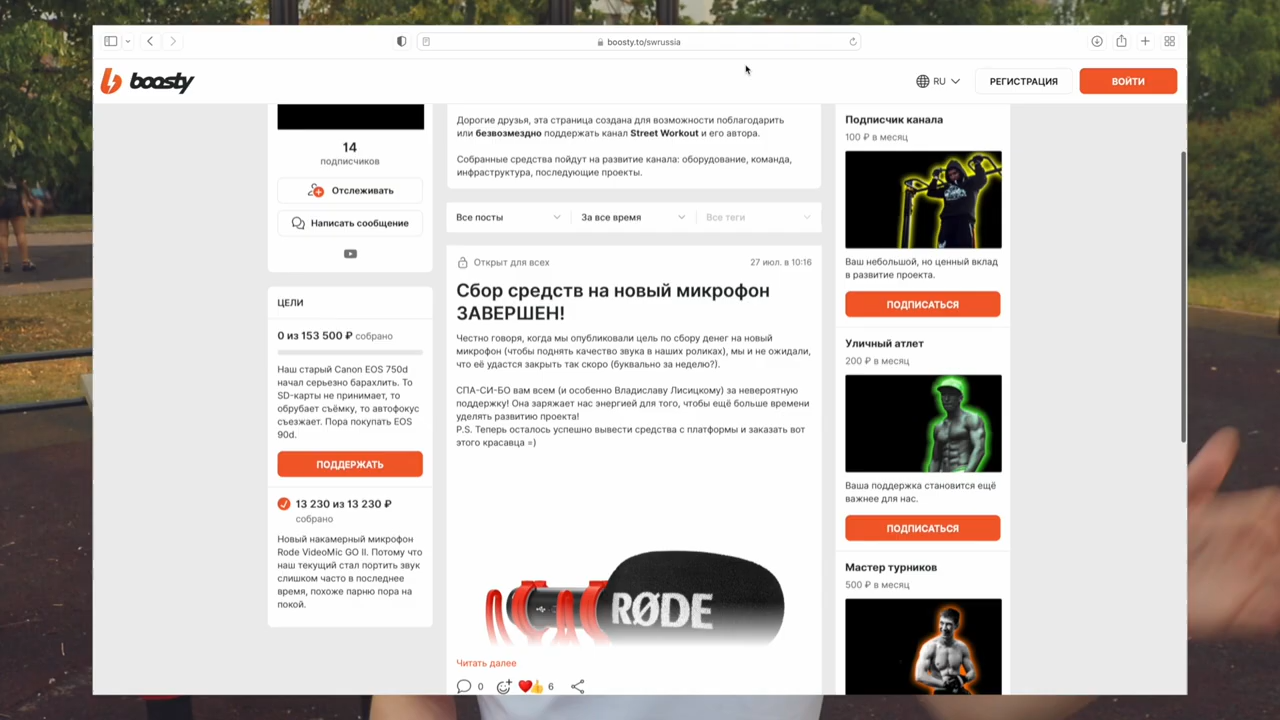 boosty.to/swrussia
boosty
RU
РЕГИСТРАЦИЯ
ВОЙТИ
14
подписчиков
Отслеживать
Написать сообщение
ЦЕЛИ
0 из 153 500 ₽ собрано
Наш старый Canon EOS 750d
начал серьезно барахлить. То
SD-карты не принимает, то
обрубает съёмку, то автофокус
съезжает. Пора покупать EOS
90d.
ПОДДЕРЖАТЬ
13 230 из 13 230 ₽
собрано
Новый накамерный микрофон
Rode VideoMic GO II. Потому что
наш текущий стал портить звук
слишком часто в последнее
время, похоже парню пора на
покой.
Дорогие друзья, эта страница создана для возможности поблагодарить
или безвозмездно поддержать канал Street Workout и его автора.
Собранные средства пойдут на развитие канала: оборудование, команда,
инфраструктура, последующие проекты.
Все посты
За все время
Все теги
Открыт для всех
27 июл. в 10:16
Сбор средств на новый микрофон
ЗАВЕРШЕН!
Честно говоря, когда мы опубликовали цель по сбору денег на новый
микрофон (чтобы поднять качество звука в наших роликах), мы и не ожидали,
что её удастся закрыть так скоро (буквально за неделю?).
СПА-СИ-БО вам всем (и особенно Владиславу Лисицкому) за невероятную
поддержку! Она заряжает нас энергией для того, чтобы ещё больше времени
уделять развитию проекта!
P.S. Теперь осталось успешно вывести средства с платформы и заказать вот
этого красавца =)
RØDE
Читать далее
0
6
Подписчик канала
100 ₽ в месяц
Ваш небольшой, но ценный вклад
в развитие проекта.
ПОДПИСАТЬСЯ
Уличный атлет
200 ₽ в месяц
Ваша поддержка становится ещё
важнее для нас.
ПОДПИСАТЬСЯ
Мастер турников
500 ₽ в месяц